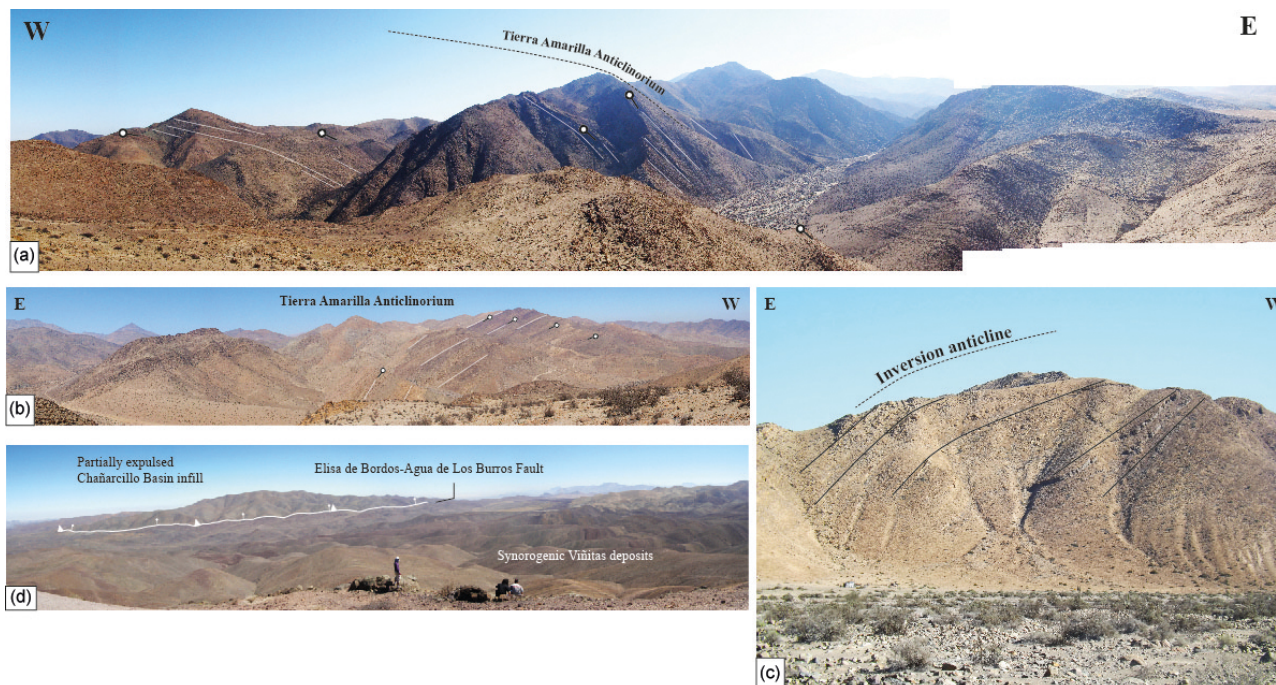 W
E
Tierra Amarilla Anticlinorium
(a)
E
Tierra Amarilla Anticlinorium
W
(b)
E
W
Inversion anticline
(c)
Partially expulsed
Chañarcillo Basin infill
Elisa de Bordos-Agua de Los Burros Fault
Synorogenic Viñitas deposits
(d)